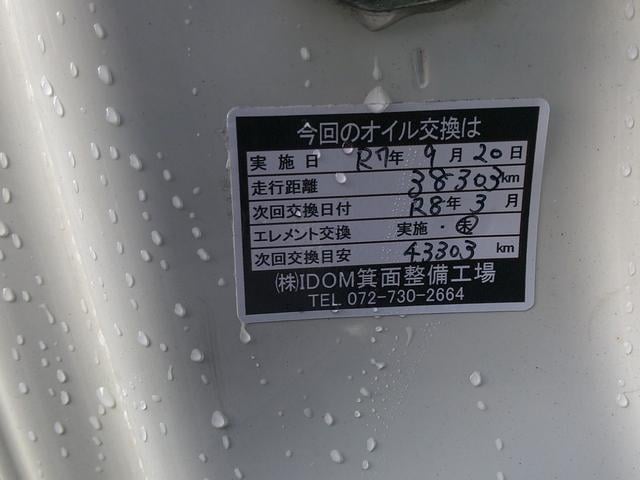 今回のオイル交換は
実施日 R7年 9月 20日
走行距離 38303km
次回交換日付 R8年 3月
エレメント交換 実施・未
次回交換目安 43303 km
㈱IDOM箕面整備工場
TEL 072-730-2664